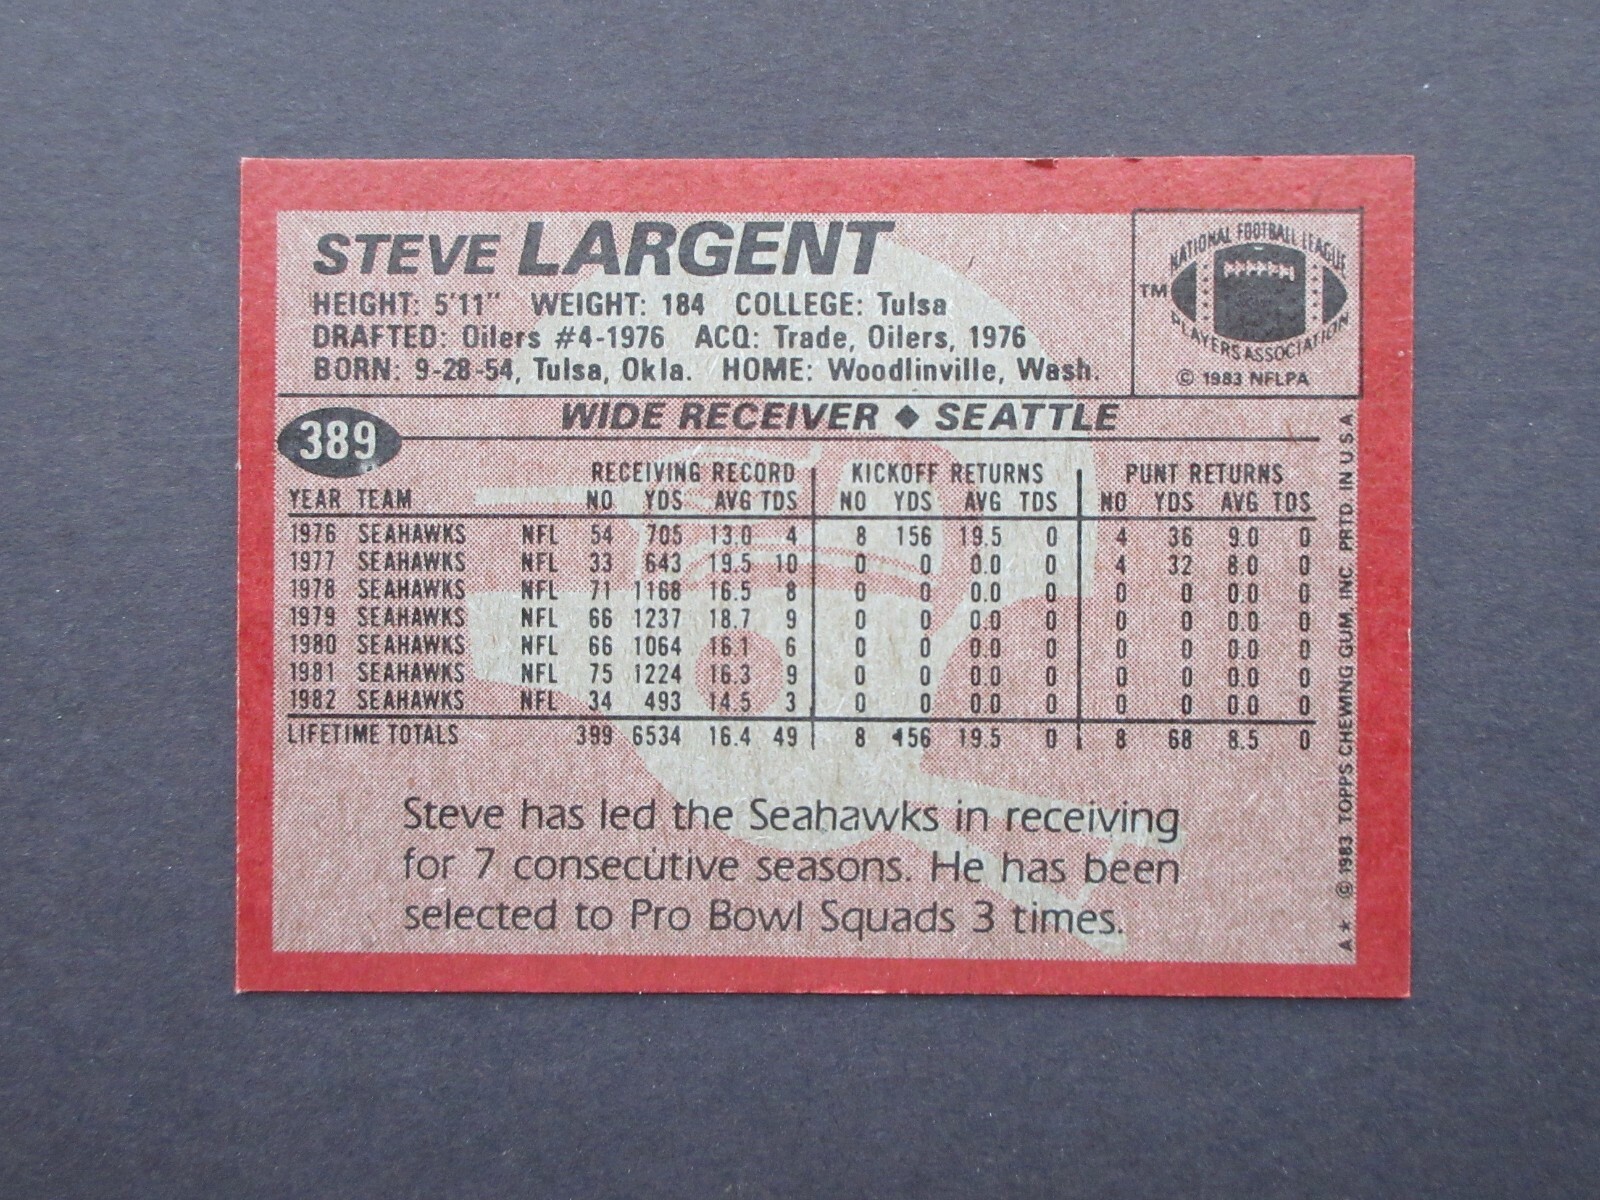 STEVE LARGENT
HEIGHT: 5'11" WEIGHT: 184 COLLEGE: Tulsa
DRAFTED: Oilers #4-1976 ACQ: Trade, Oilers, 1976
BORN: 9-28-54, Tulsa, Okla. HOME: Woodlinville, Wash.
NATIONAL FOOTBALL LEAGUE
TM
PLAYERS ASSOCIATION
© 1983 NFLPA
WIDE RECEIVER ◆ SEATTLE
389
RECEIVING RECORD KICKOFF RETURNS PUNT RETURNS
YEAR TEAM NO YDS AVG TDS NO YDS AVG TDS NO YDS AVG TDS
1976 SEAHAWKS NFL 54 705 13.0 4 8 156 19.5 0 4 36 9.0 0
1977 SEAHAWKS NFL 33 643 19.5 10 0 0 0.0 0 4 32 8.0 0
1978 SEAHAWKS NFL 71 1168 16.5 8 0 0 0.0 0 0 0 0.0 0
1979 SEAHAWKS NFL 66 1237 18.7 9 0 0 0.0 0 0 0 0.0 0
1980 SEAHAWKS NFL 66 1064 16.1 6 0 0 0.0 0 0 0 0.0 0
1981 SEAHAWKS NFL 75 1224 16.3 9 0 0 0.0 0 0 0 0.0 0
1982 SEAHAWKS NFL 34 493 14.5 3 0 0 0.0 0 0 0 0.0 0
LIFETIME TOTALS 399 6534 16.4 49 8 156 19.5 0 8 68 8.5 0
Steve has led the Seahawks in receiving
for 7 consecutive seasons. He has been
selected to Pro Bowl Squads 3 times.
A* © 1983 TOPPS CHEWING GUM, INC. PRTD. IN U.S.A